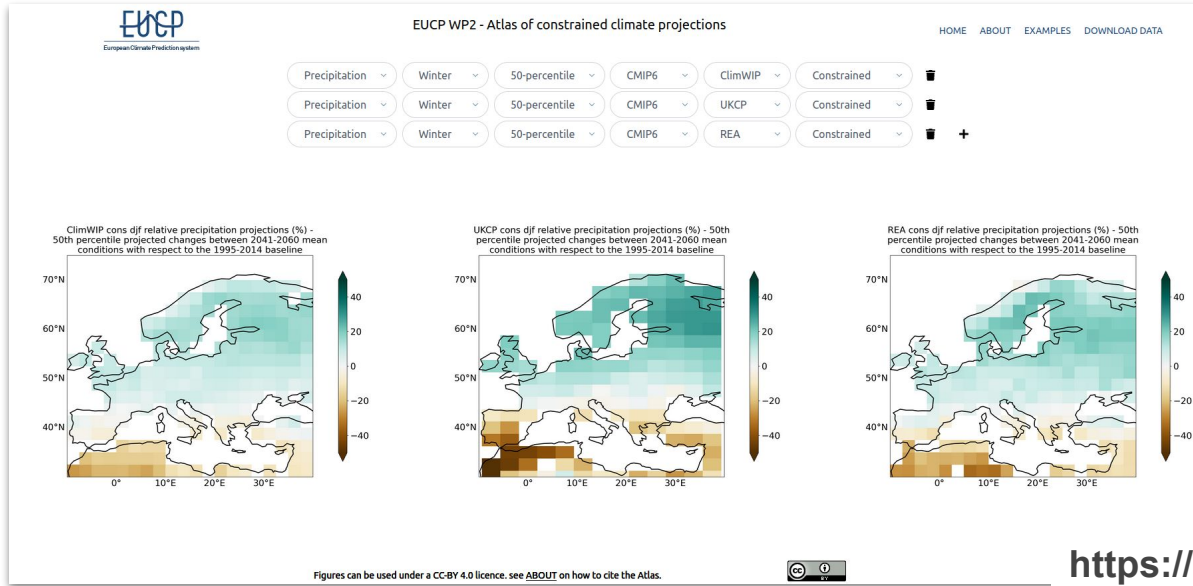 EUCP
European Climate Prediction system
EUCP WP2 - Atlas of constrained climate projections
HOME ABOUT EXAMPLES DOWNLOAD DATA
Precipitation Winter 50-percentile CMIP6 ClimWIP Constrained
Precipitation Winter 50-percentile CMIP6 UKCP Constrained
Precipitation Winter 50-percentile CMIP6 REA Constrained +
ClimWIP cons djf relative precipitation projections (%) -
50th percentile projected changes between 2041-2060 mean
conditions with respect to the 1995-2014 baseline
70°N
60°N
50°N
40°N
0° 10°E 20°E 30°E
40
20
0
−20
−40
UKCP cons djf relative precipitation projections (%) - 50th
percentile projected changes between 2041-2060 mean
conditions with respect to the 1995-2014 baseline
70°N
60°N
50°N
40°N
0° 10°E 20°E 30°E
40
20
0
−20
−40
REA cons djf relative precipitation projections (%) - 50th
percentile projected changes between 2041-2060 mean
conditions with respect to the 1995-2014 baseline
70°N
60°N
50°N
40°N
0° 10°E 20°E 30°E
40
20
0
−20
−40
Figures can be used under a CC-BY 4.0 licence. see ABOUT on how to cite the Atlas.
cc
BY
https://